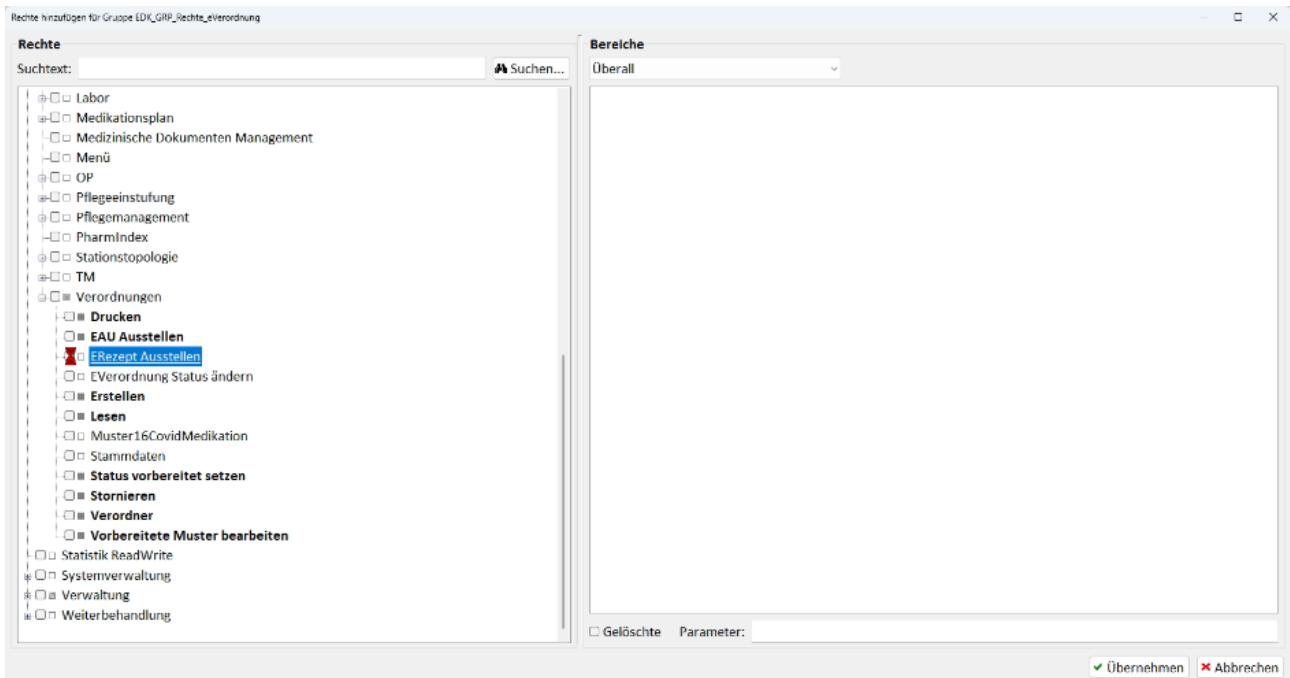 Rechte hinzufügen für Gruppe EDK_GRP_Rechte_eVerordnung
Rechte
Suchtext:
Suchen...
Labor
Medikationsplan
Medizinische Dokumenten Management
Menü
OP
Pflegeeinstufung
Pflegemanagement
PharmIndex
Stationstopologie
TM
Verordnungen
Drucken
EAU Ausstellen
ERezept Ausstellen
EVerordnung Status ändern
Erstellen
Lesen
Muster16CovidMedikation
Stammdaten
Status vorbereitet setzen
Stornieren
Verordner
Vorbereitete Muster bearbeiten
Statistik ReadWrite
Systemverwaltung
Verwaltung
Weiterbehandlung
Bereiche
Überall
Gelöschte Parameter:
Übernehmen Abbrechen